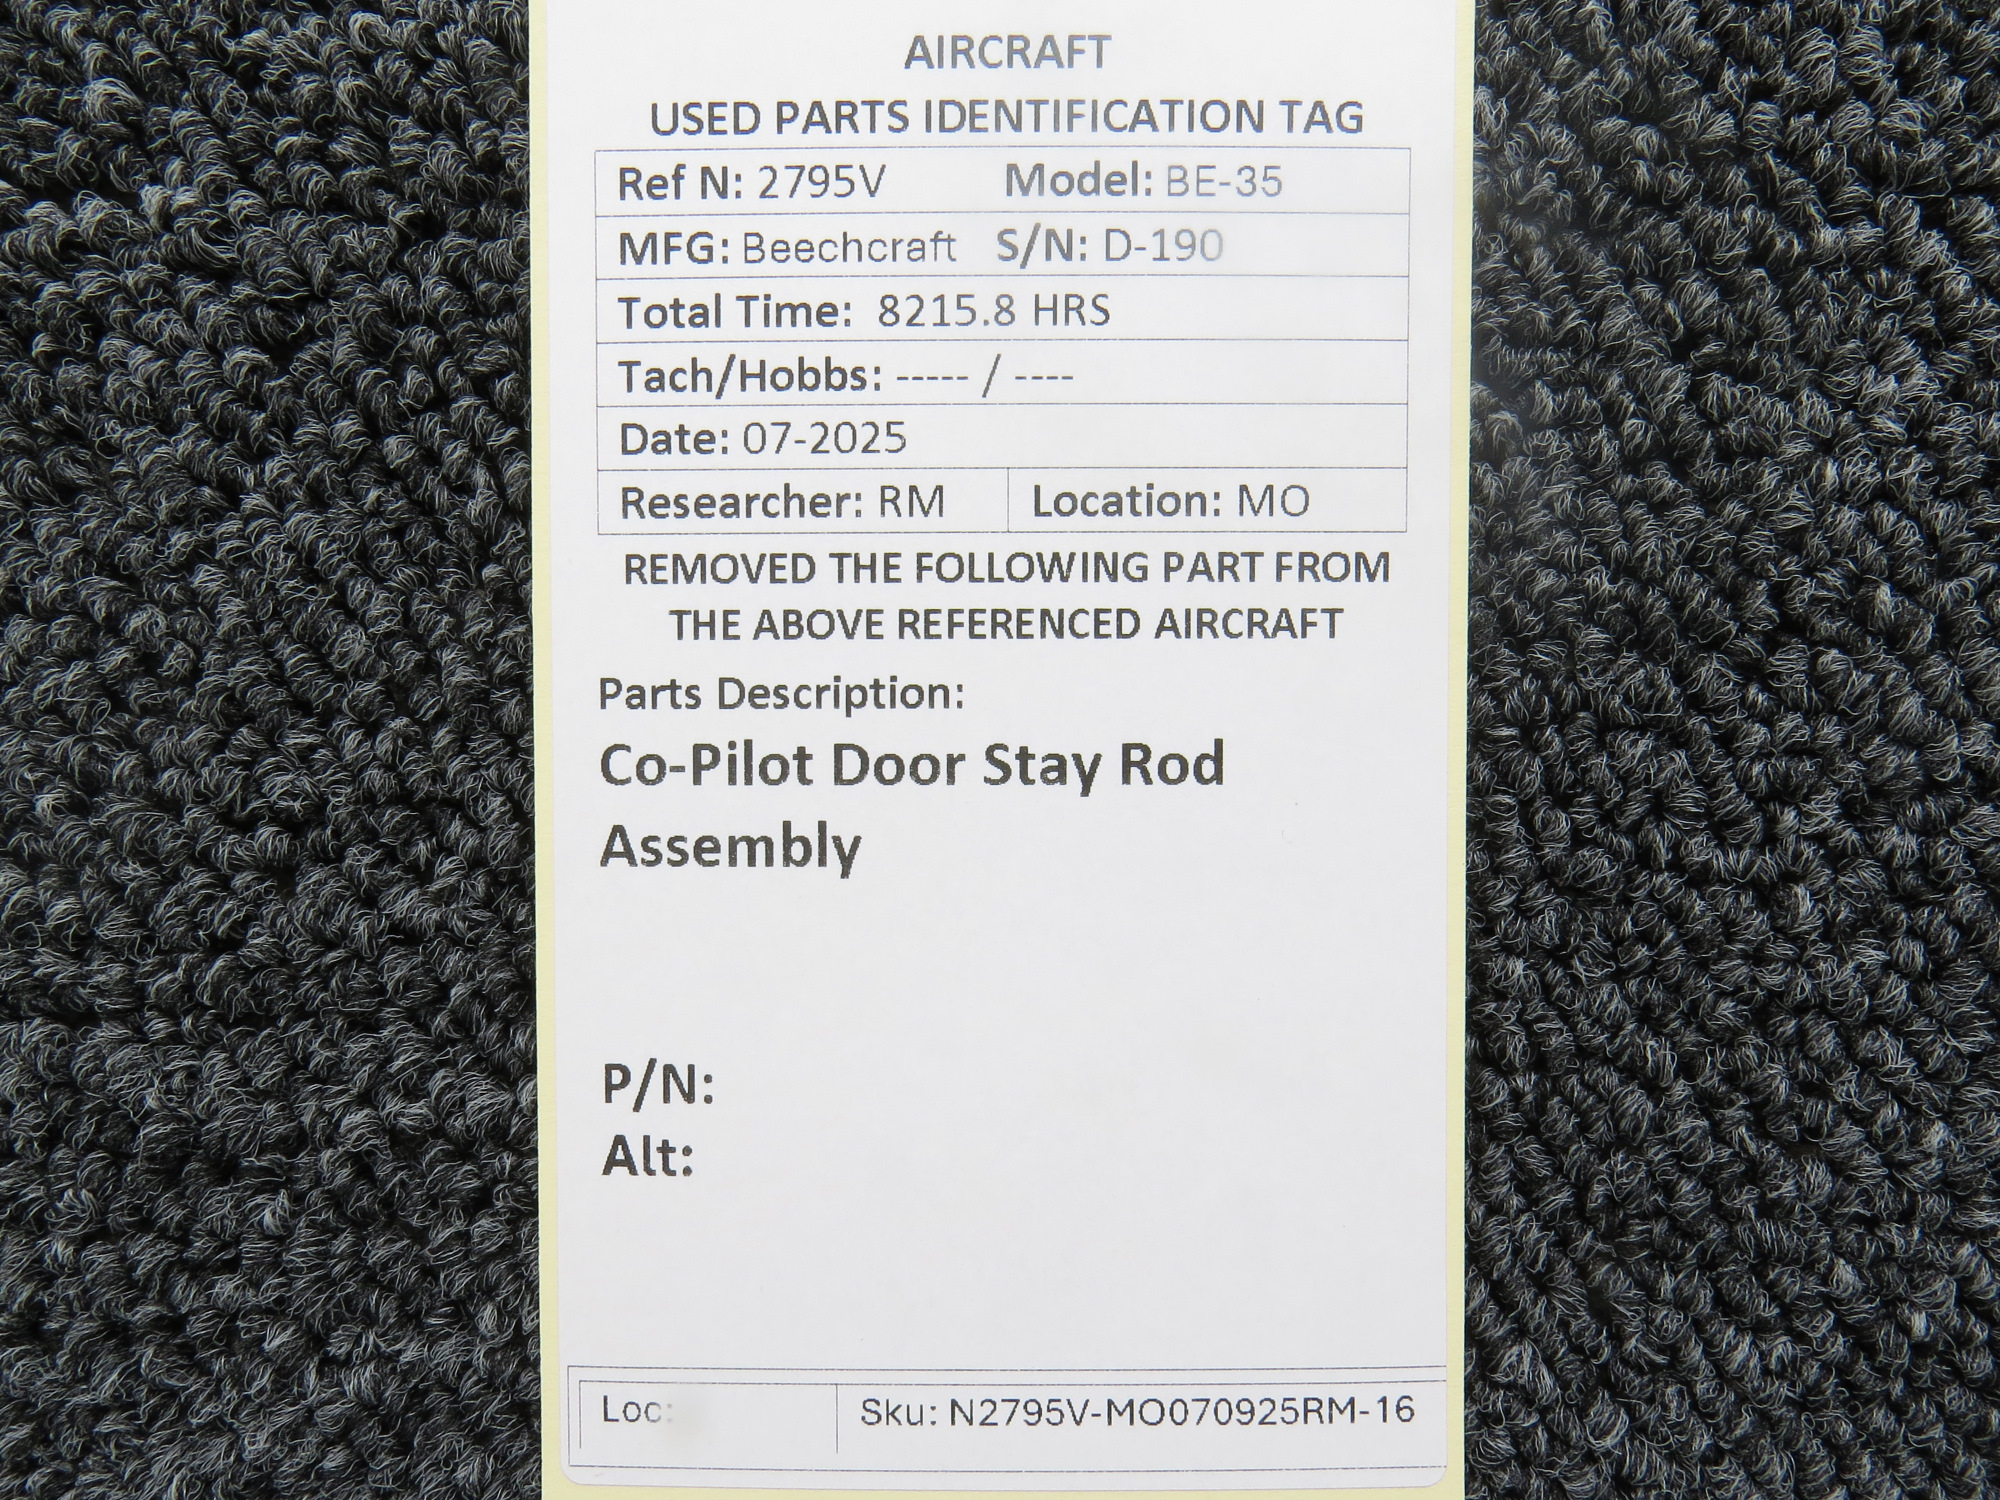 AIRCRAFT
USED PARTS IDENTIFICATION TAG
Ref N: 2795V Model: BE-35
MFG: Beechcraft S/N: D-190
Total Time: 8215.8 HRS
Tach/Hobbs: ----- / ----
Date: 07-2025
Researcher: RM Location: MO
REMOVED THE FOLLOWING PART FROM
THE ABOVE REFERENCED AIRCRAFT
Parts Description:
Co-Pilot Door Stay Rod
Assembly
P/N:
Alt:
Loc: Sku: N2795V-MO070925RM-16